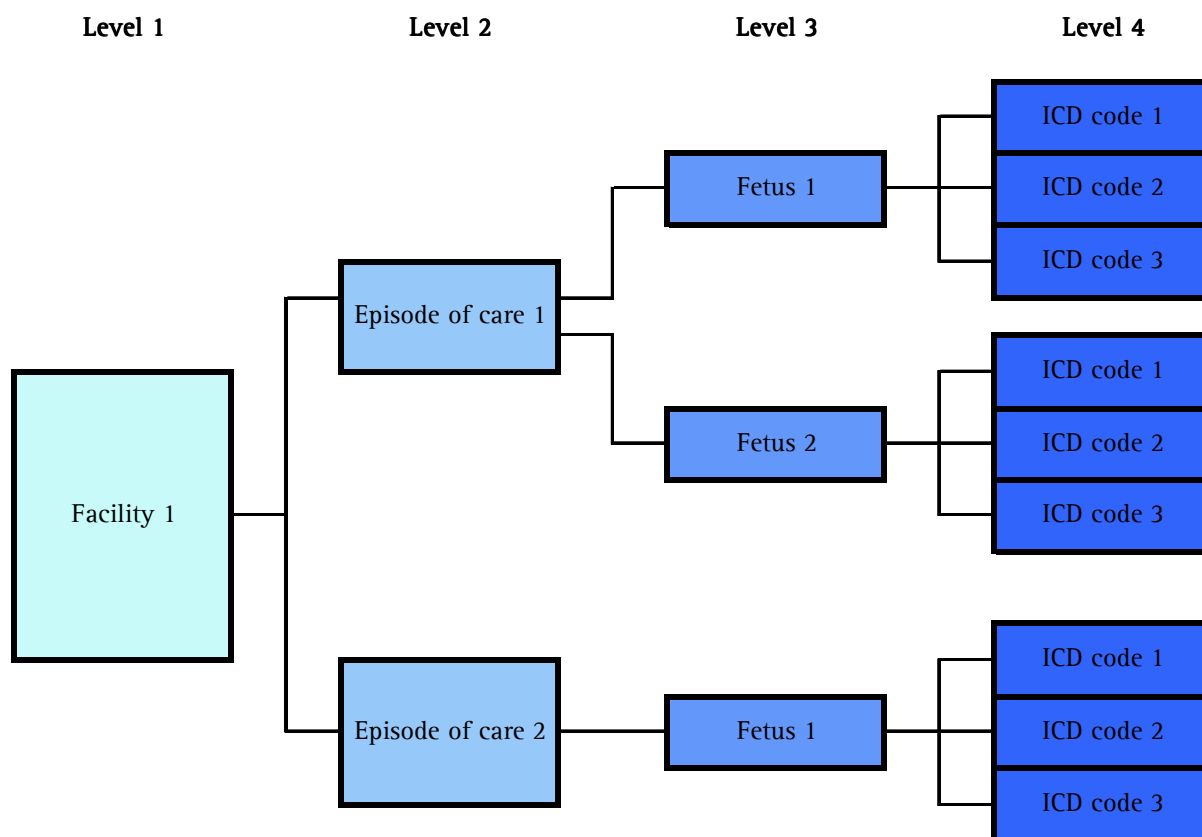 Level 1
Level 2
Level 3
Level 4
ICD code 1
Fetus 1
ICD code 2
ICD code 3
Episode of care 1
ICD code 1
Fetus 2
ICD code 2
ICD code 3
Facility 1
ICD code 1
Episode of care 2
Fetus 1
ICD code 2
ICD code 3